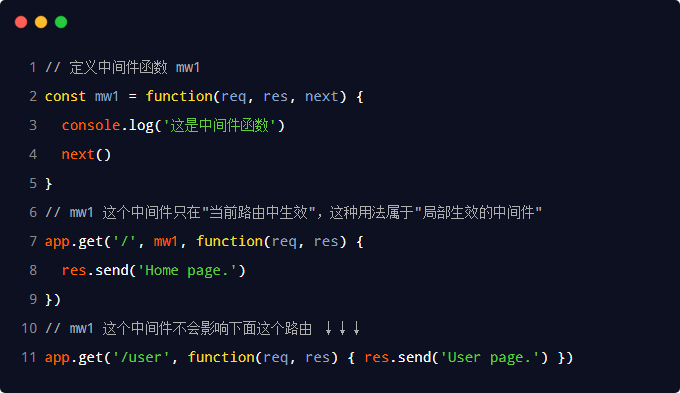 1 // 定义中间件函数 mw1
2 const mw1 = function(req, res, next) {
3   console.log('这是中间件函数')
4   next()
5 }
6 // mw1 这个中间件只在"当前路由中生效"，这种用法属于"局部生效的中间件"
7 app.get('/', mw1, function(req, res) {
8   res.send('Home page.')
9 })
10 // mw1 这个中间件不会影响下面这个路由 ↓↓↓
11 app.get('/user', function(req, res) { res.send('User page.') })